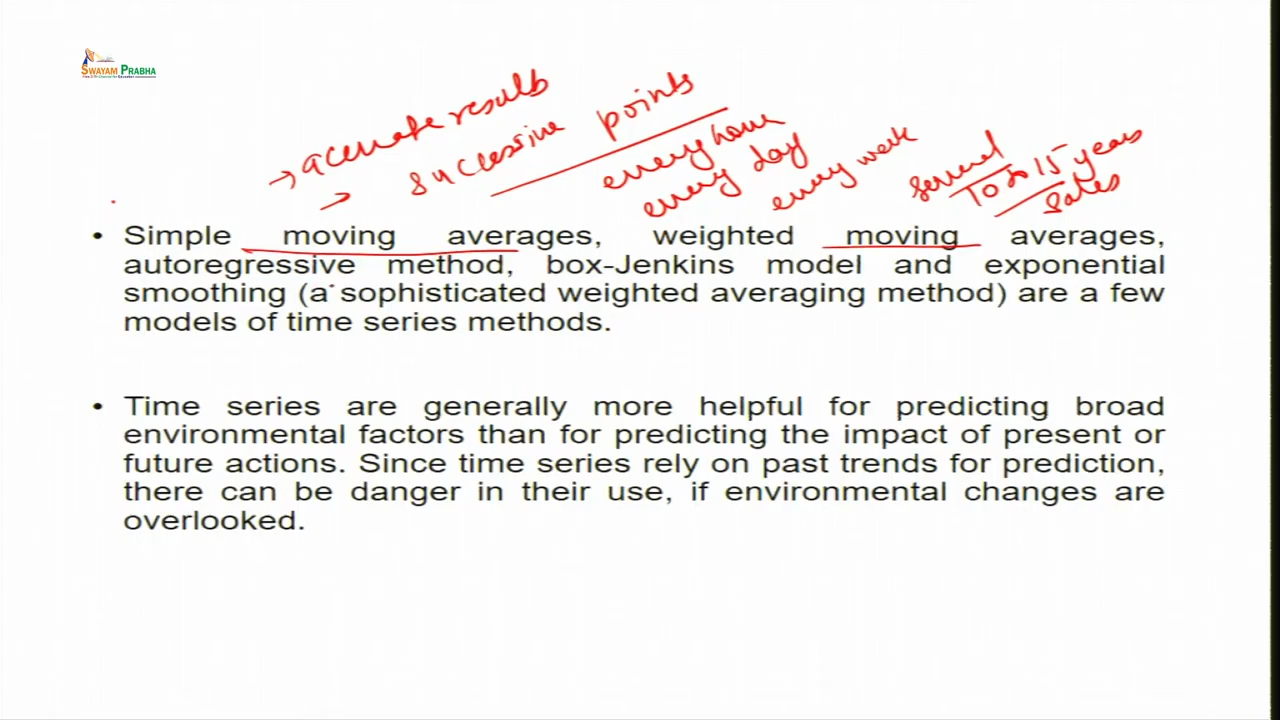 SWAYAM PRABHA
→ accurate results
→ successive points
every hour
every day
every week
several
10 to 15 years
sales
• Simple moving averages, weighted moving averages,
autoregressive method, box-Jenkins model and exponential
smoothing (a sophisticated weighted averaging method) are a few
models of time series methods.
• Time series are generally more helpful for predicting broad
environmental factors than for predicting the impact of present or
future actions. Since time series rely on past trends for prediction,
there can be danger in their use, if environmental changes are
overlooked.